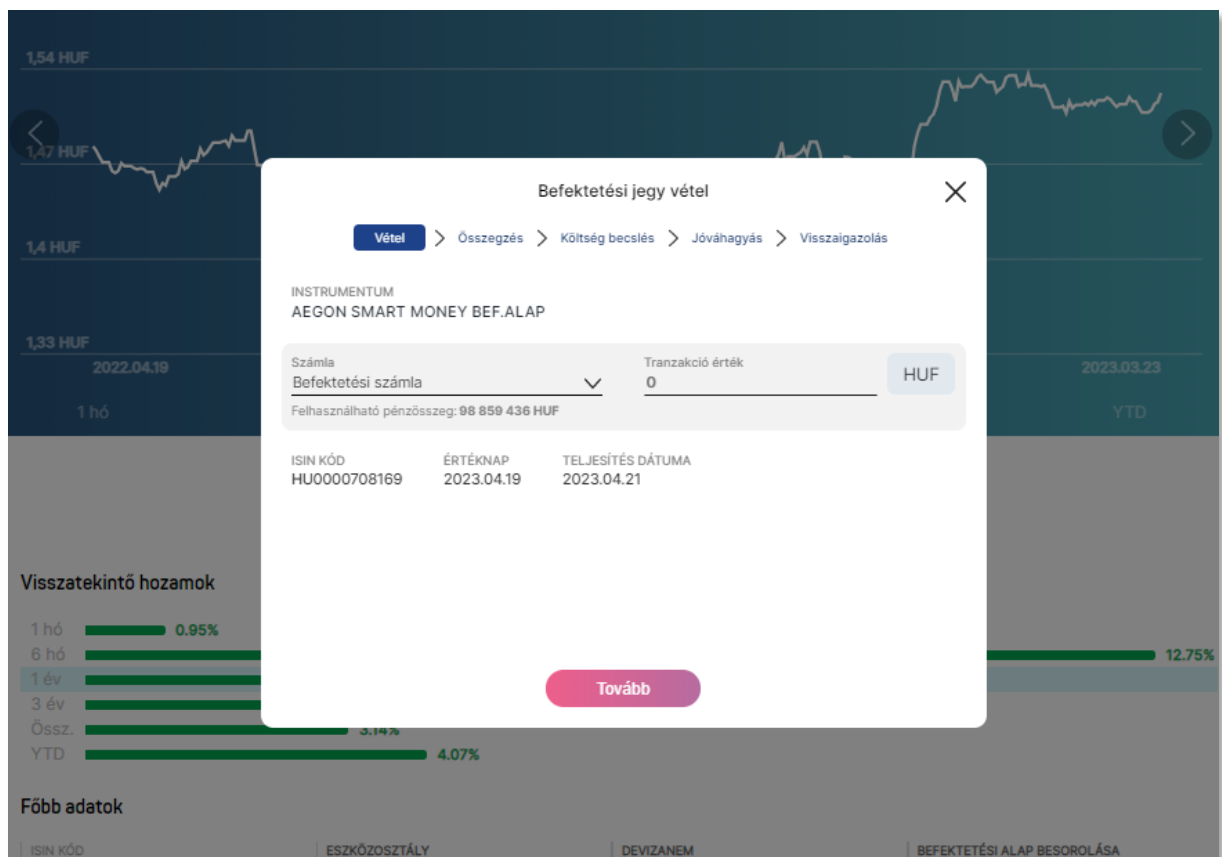 1,54 HUF
1,47 HUF
1,4 HUF
1,33 HUF
2022.04.19
2023.03.23
1 hó
YTD
Befektetési jegy vétel
Vétel
Összegzés
Költség becslés
Jóváhagyás
Visszaigazolás
INSTRUMENTUM
AEGON SMART MONEY BEF.ALAP
Számla
Tranzakció érték
Befektetési számla
0
HUF
Felhasználható pénzösszeg: 98 859 436 HUF
ISIN KÓD
ÉRTÉKNAP
TELJESÍTÉS DÁTUMA
HU0000708169
2023.04.19
2023.04.21
Tovább
Visszatekintő hozamok
1 hó
0.95%
6 hó
12.75%
1 év
3 év
Össz.
3.14%
YTD
4.07%
Főbb adatok
ISIN KÓD
ESZKÖZOSZTÁLY
DEVIZANEM
BEFEKTETÉSI ALAP BESOROLÁSA